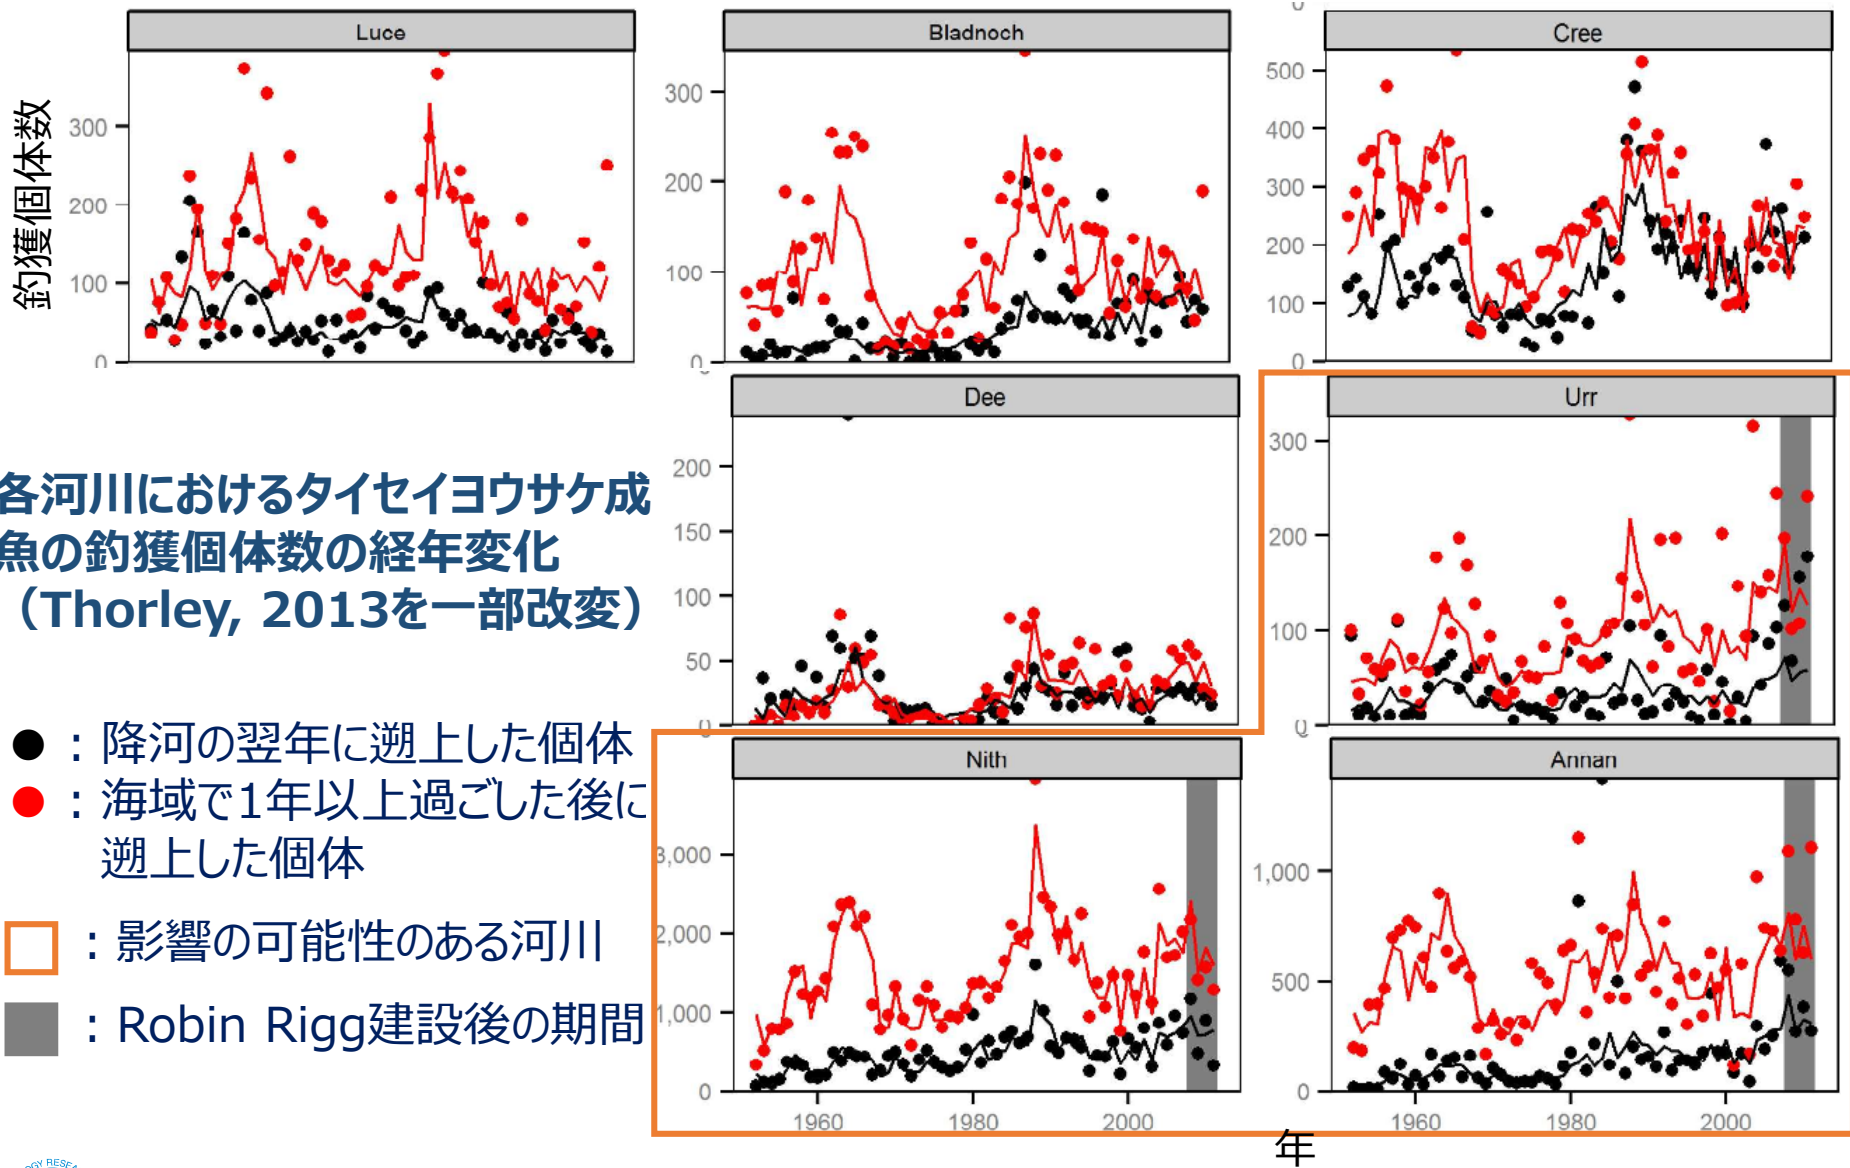 Luce
Bladnoch
Cree
釣獲個体数
300
200
100
0
300
200
100
0
0
500
400
300
200
100
0
Dee
200
150
100
50
0
Urr
300
200
100
0
各河川におけるタイセイヨウサケ成
魚の釣獲個体数の経年変化
（Thorley, 2013を一部改変）
：降河の翌年に遡上した個体
：海域で1年以上過ごした後に
遡上した個体
：影響の可能性のある河川
：Robin Rigg建設後の期間
Nith
3,000
2,000
1,000
0
1960
1980
2000
Annan
1,000
500
0
1960
1980
2000
年